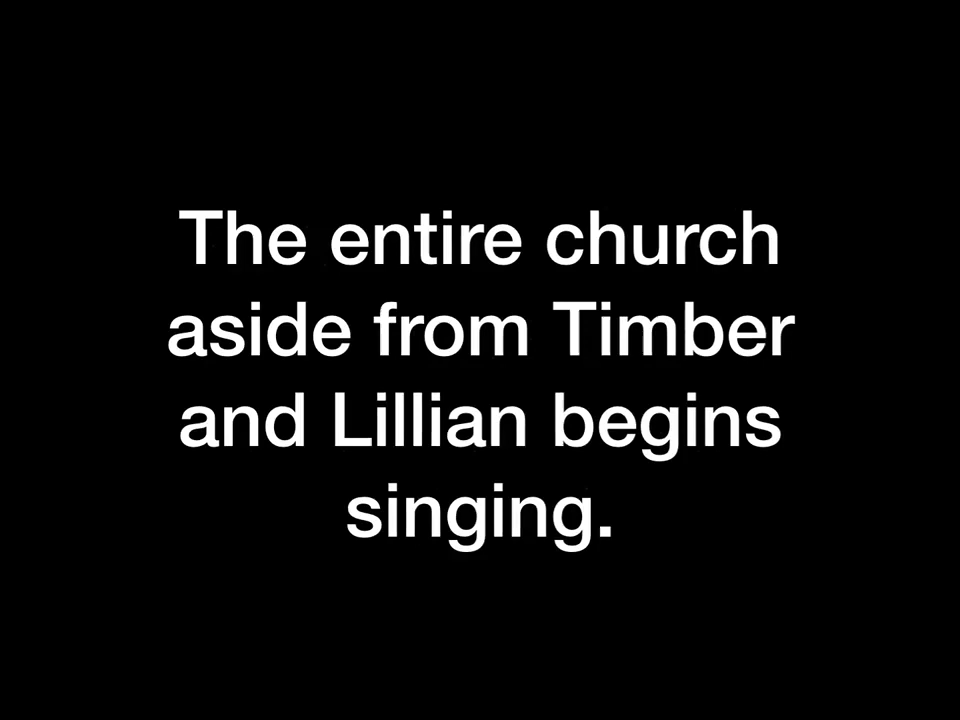 The entire church
aside from Timber
and Lillian begins
singing.